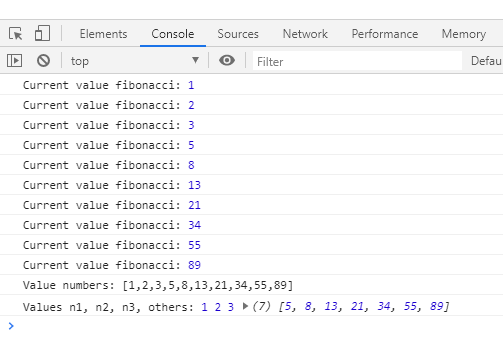 Elements Console Sources Network Performance Memory
top ▼ Filter Defau
Current value fibonacci: 1
Current value fibonacci: 2
Current value fibonacci: 3
Current value fibonacci: 5
Current value fibonacci: 8
Current value fibonacci: 13
Current value fibonacci: 21
Current value fibonacci: 34
Current value fibonacci: 55
Current value fibonacci: 89
Value numbers: [1,2,3,5,8,13,21,34,55,89]
Values n1, n2, n3, others: 1 2 3 ▶(7) [5, 8, 13, 21, 34, 55, 89]